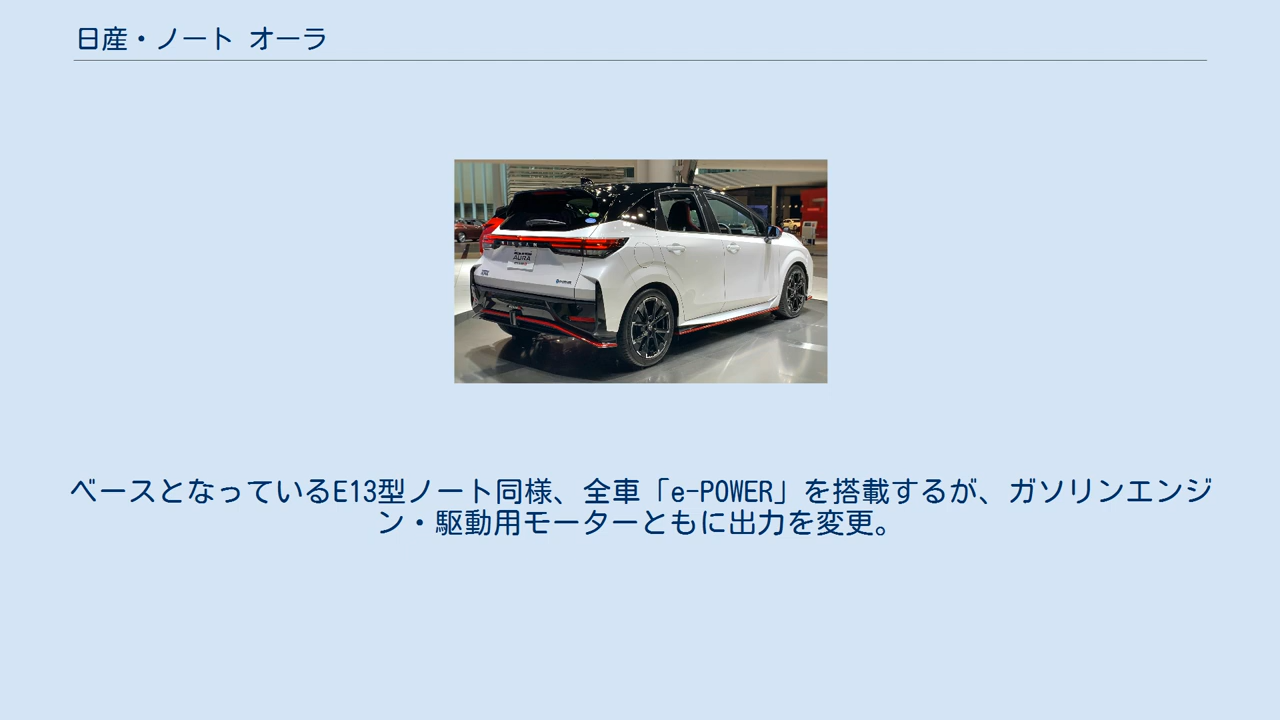 日産・ノート オーラ
NISSAN
AURA
ベースとなっているE13型ノート同様、全車「e-POWER」を搭載するが、ガソリンエンジ
ン・駆動用モーターともに出力を変更。